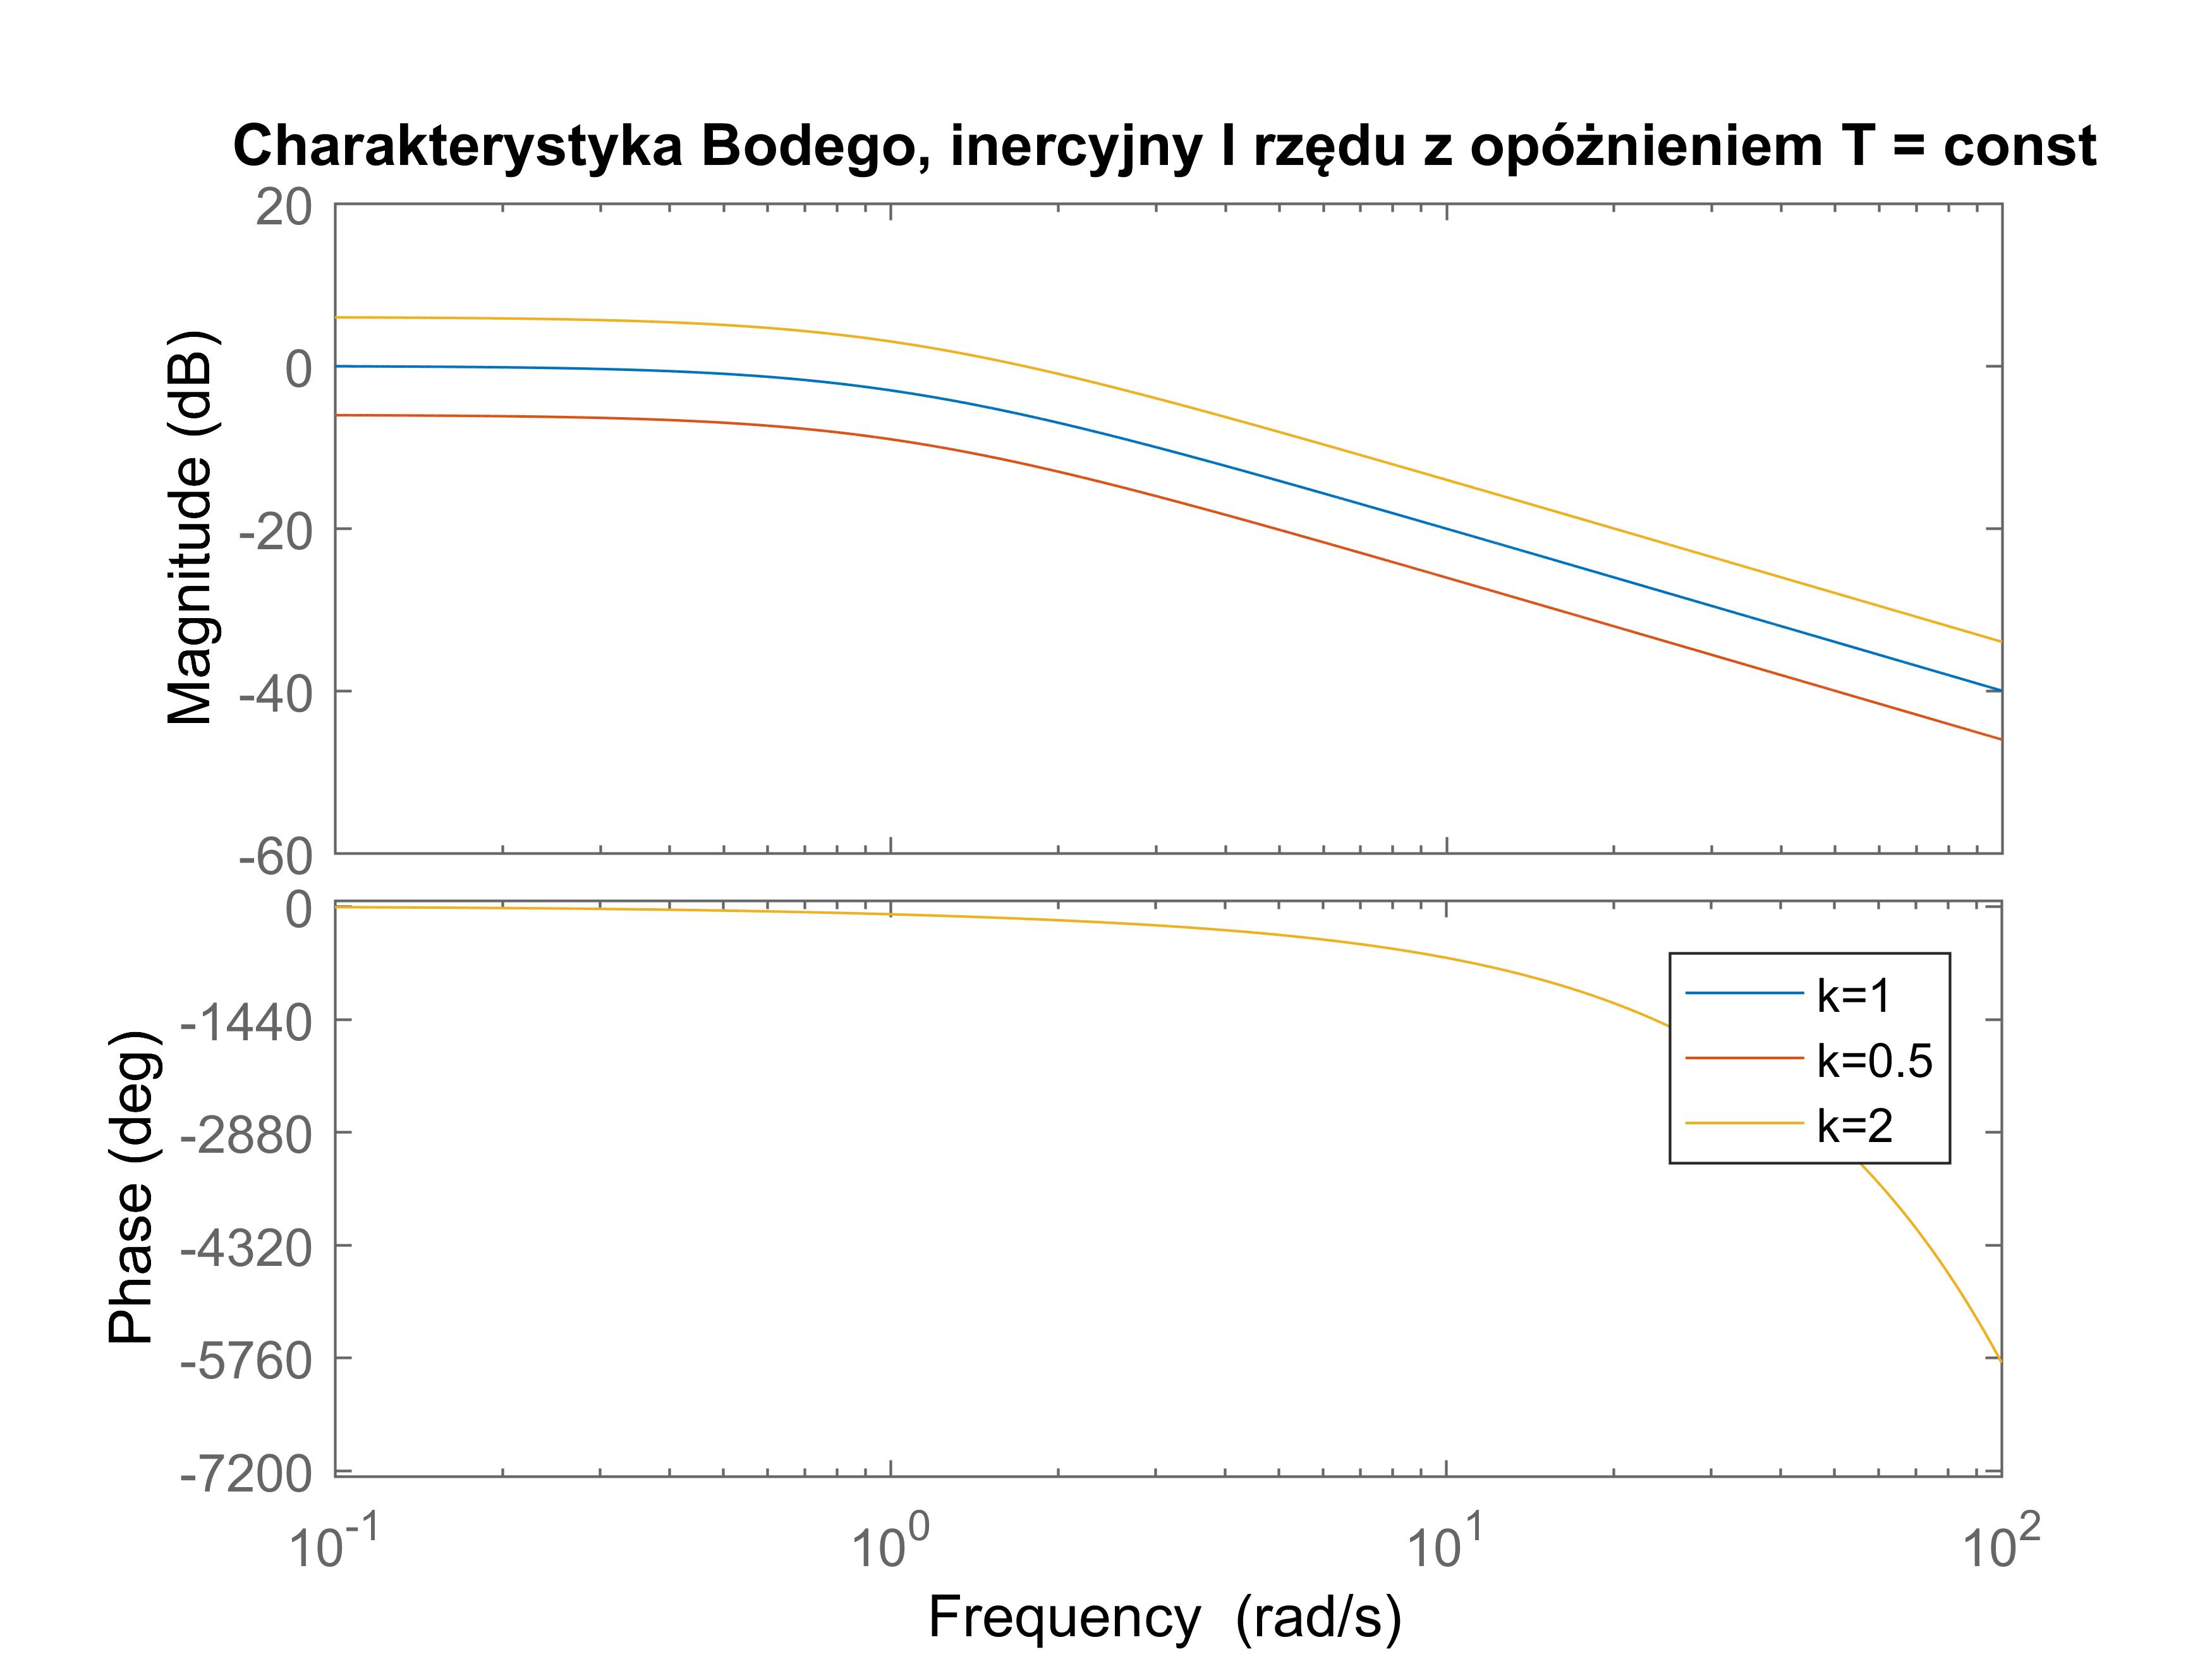 Charakterystyka Bodego, inercyjny I rzędu z opóżnieniem T = const
20
0
-20
-40
-60
Magnitude (dB)
0
-1440
-2880
-4320
-5760
-7200
Phase (deg)
k=1
k=0.5
k=2
10^-1 10^0 10^1 10^2
Frequency (rad/s)